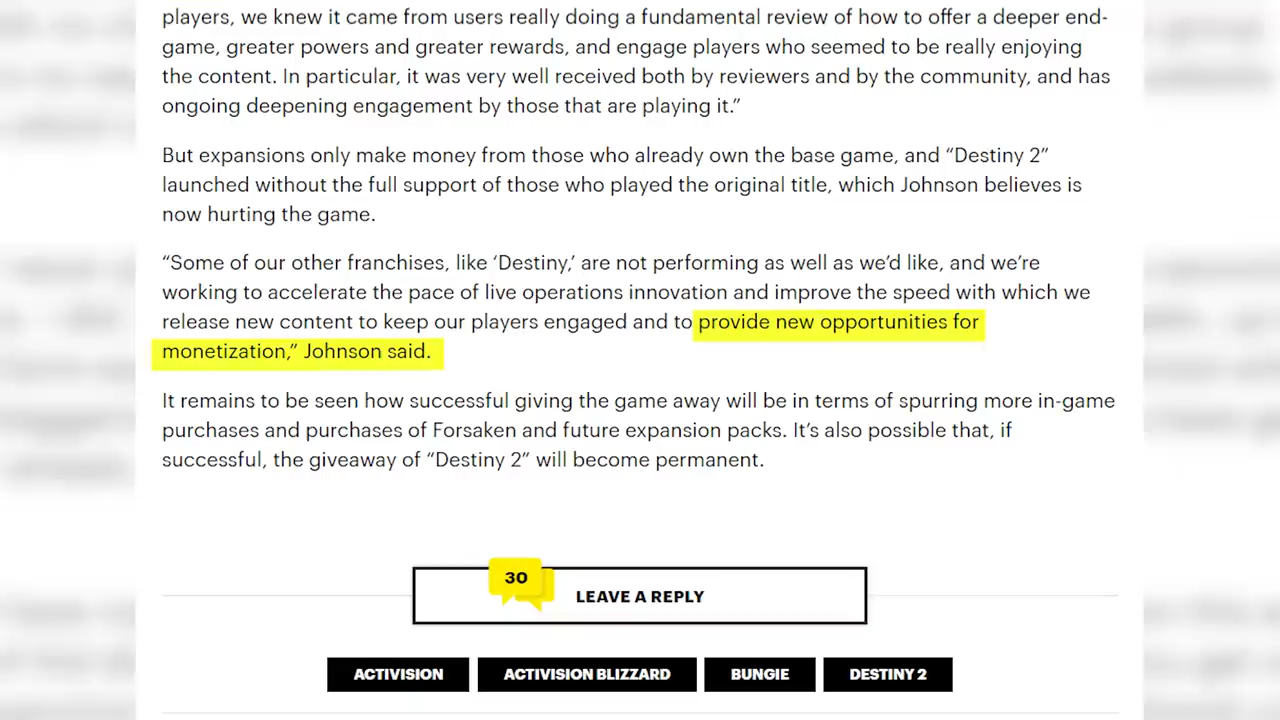 players, we knew it came from users really doing a fundamental review of how to offer a deeper end-
game, greater powers and greater rewards, and engage players who seemed to be really enjoying
the content. In particular, it was very well received both by reviewers and by the community, and has
ongoing deepening engagement by those that are playing it.”
But expansions only make money from those who already own the base game, and “Destiny 2”
launched without the full support of those who played the original title, which Johnson believes is
now hurting the game.
“Some of our other franchises, like ‘Destiny,’ are not performing as well as we’d like, and we’re
working to accelerate the pace of live operations innovation and improve the speed with which we
release new content to keep our players engaged and to provide new opportunities for
monetization,” Johnson said.
It remains to be seen how successful giving the game away will be in terms of spurring more in-game
purchases and purchases of Forsaken and future expansion packs. It’s also possible that, if
successful, the giveaway of “Destiny 2” will become permanent.
30
LEAVE A REPLY
ACTIVISION ACTIVISION BLIZZARD BUNGIE DESTINY 2